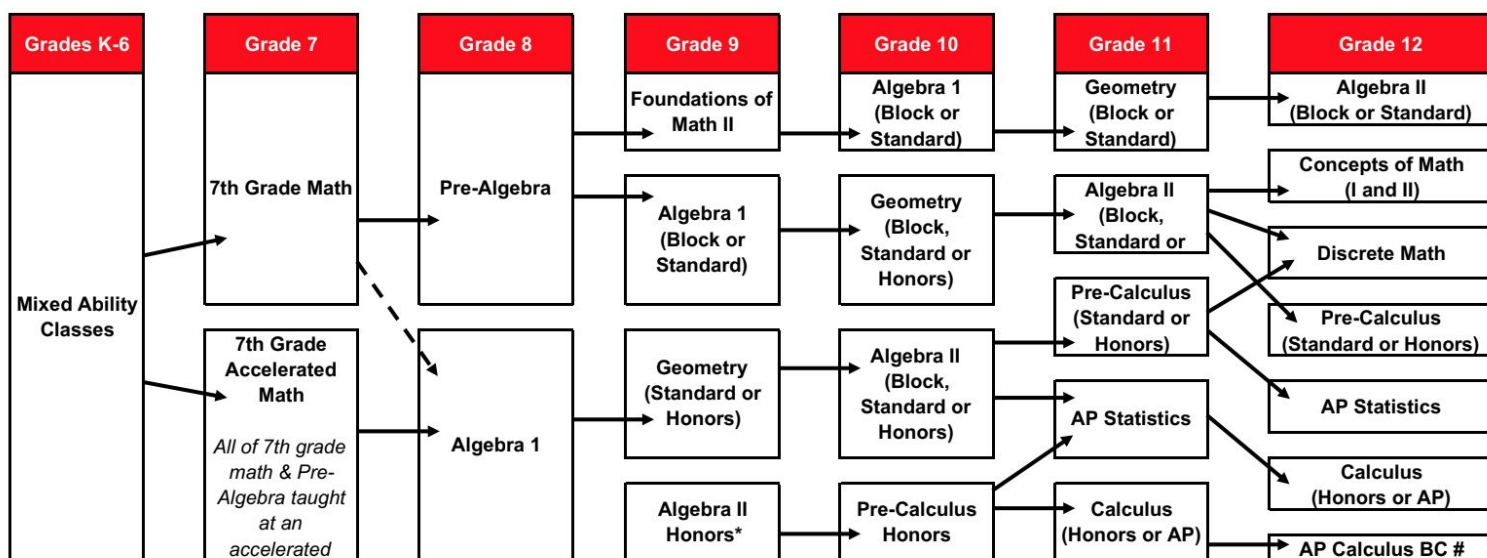 Grades K-6
Mixed Ability
Classes
Grade 7
7th Grade Math
7th Grade
Accelerated
Math
All of 7th grade
math & Pre-
Algebra taught
at an
accelerated
Grade 8
Pre-Algebra
Algebra 1
Grade 9
Foundations of
Math II
Algebra 1
(Block or
Standard)
Geometry
(Standard or
Honors)
Algebra II
Honors*
Grade 10
Algebra 1
(Block or
Standard)
Geometry
(Block,
Standard or
Honors)
Algebra II
(Block,
Standard or
Honors)
Pre-Calculus
Honors
Grade 11
Geometry
(Block or
Standard)
Algebra II
(Block,
Standard or
Pre-Calculus
(Standard or
Honors)
AP Statistics
Calculus
(Honors or AP)
Grade 12
Algebra II
(Block or Standard)
Concepts of Math
(I and II)
Discrete Math
Pre-Calculus
(Standard or Honors)
AP Statistics
Calculus
(Honors or AP)
AP Calculus BC #